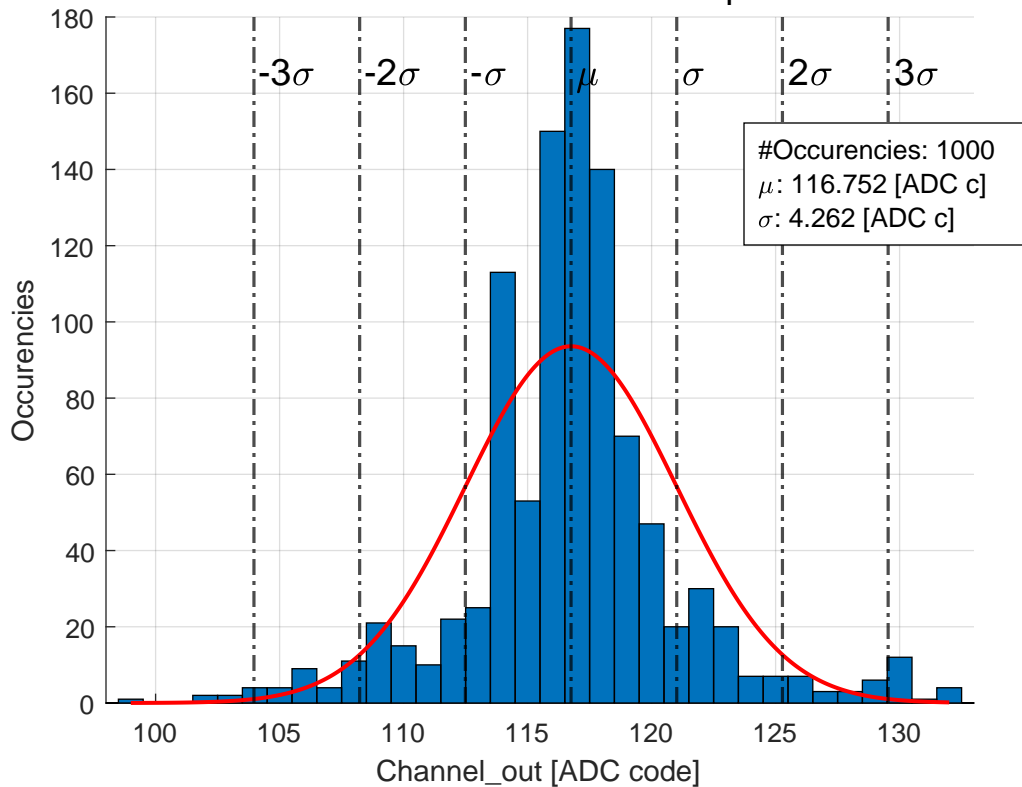 180
160
140
120
100
80
60
40
20
0
Occurencies
-3σ
-2σ
-σ
μ
σ
2σ
3σ
#Occurencies: 1000
μ: 116.752 [ADC c]
σ: 4.262 [ADC c]
100
105
110
115
120
125
130
Channel_out [ADC code]